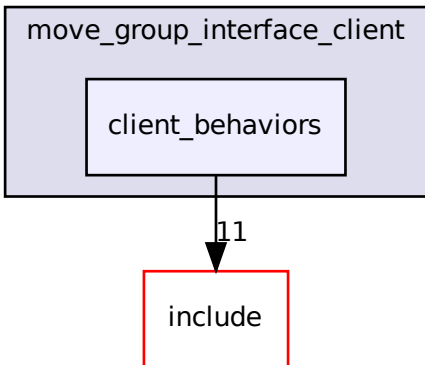 move_group_interface_client
client_behaviors
11
include